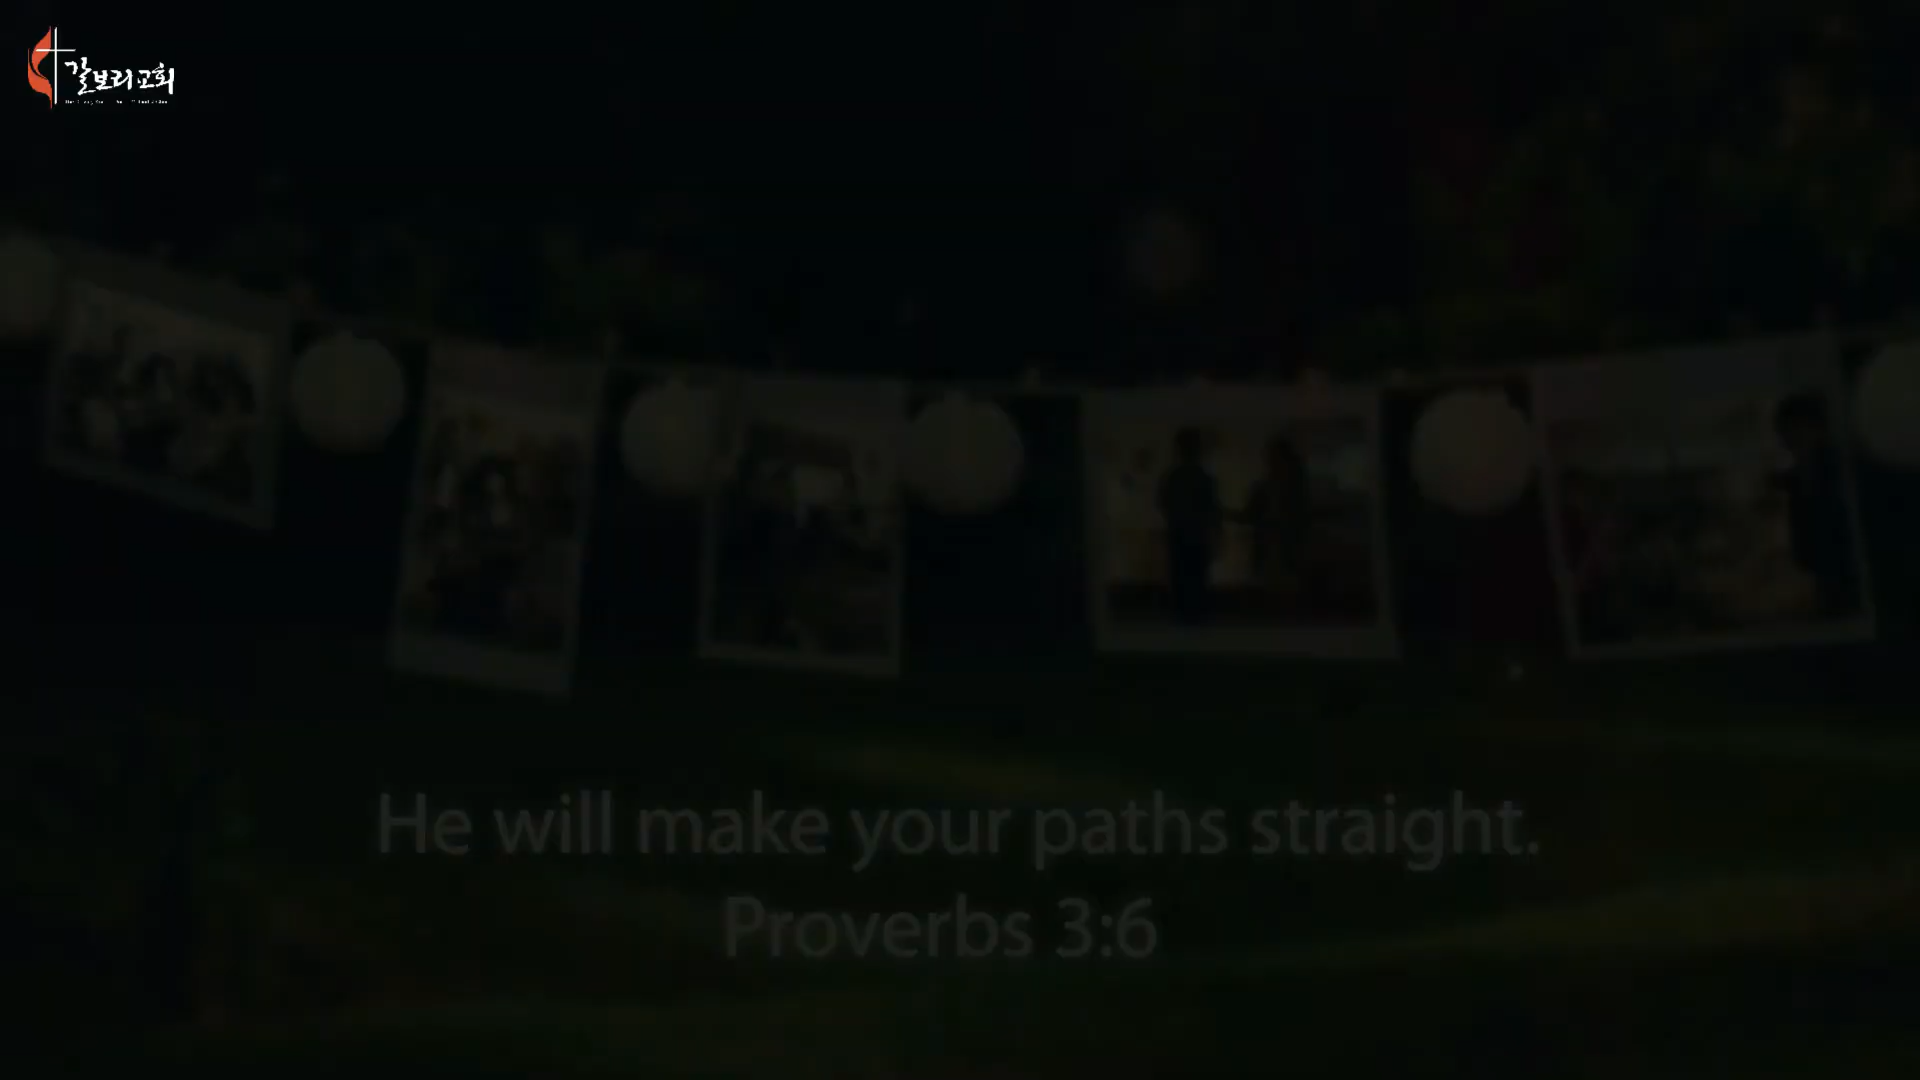 갈보리교회
He will make your paths straight.
Proverbs 3:6